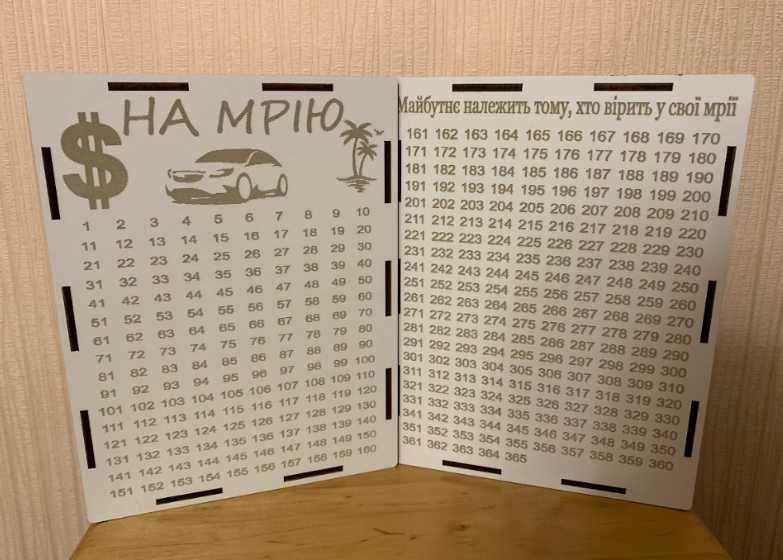 $ НА МРІЮ
1 2 3 4 5 6 7 8 9 10
11 12 13 14 15 16 17 18 19 20
21 22 23 24 25 26 27 28 29 30
31 32 33 34 35 36 37 38 39 40
41 42 43 44 45 46 47 48 49 50
51 52 53 54 55 56 57 58 59 60
61 62 63 64 65 66 67 68 69 70
71 72 73 74 75 76 77 78 79 80
81 82 83 84 85 86 87 88 89 90
91 92 93 94 95 96 97 98 99 100
101 102 103 104 105 106 107 108 109 110
111 112 113 114 115 116 117 118 119 120
121 122 123 124 125 126 127 128 129 130
131 132 133 134 135 136 137 138 139 140
141 142 143 144 145 146 147 148 149 150
151 152 153 154 155 156 157 158 159 160
Майбутнє належить тому, хто вірить у свої мрії
161 162 163 164 165 166 167 168 169 170
171 172 173 174 175 176 177 178 179 180
181 182 183 184 185 186 187 188 189 190
191 192 193 194 195 196 197 198 199 200
201 202 203 204 205 206 207 208 209 210
211 212 213 214 215 216 217 218 219 220
221 222 223 224 225 226 227 228 229 230
231 232 233 234 235 236 237 238 239 240
241 242 243 244 245 246 247 248 249 250
251 252 253 254 255 256 257 258 259 260
261 262 263 264 265 266 267 268 269 270
271 272 273 274 275 276 277 278 279 280
281 282 283 284 285 286 287 288 289 290
291 292 293 294 295 296 297 298 299 300
301 302 303 304 305 306 307 308 309 310
311 312 313 314 315 316 317 318 319 320
321 322 323 324 325 326 327 328 329 330
331 332 333 334 335 336 337 338 339 340
341 342 343 344 345 346 347 348 349 350
351 352 353 354 355 356 357 358 359 360
361 362 363 364 365